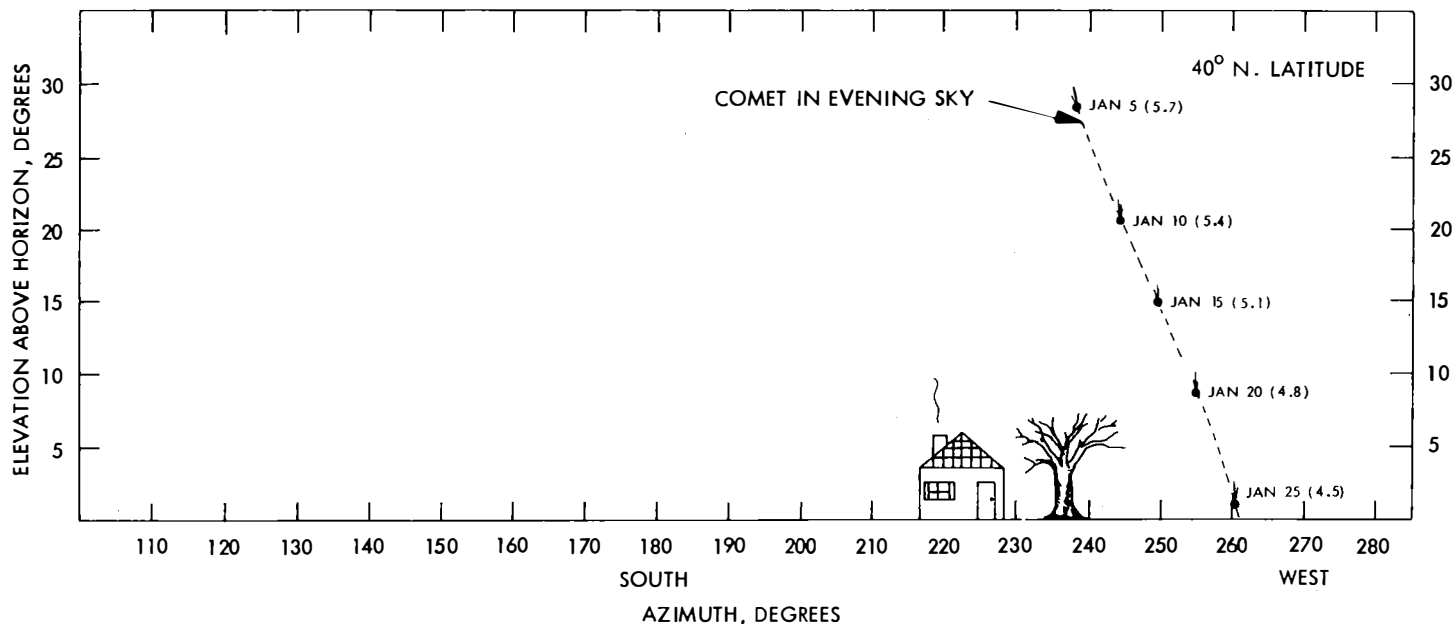 40° N. LATITUDE
ELEVATION ABOVE HORIZON, DEGREES
30
25
20
15
10
5
30
25
20
15
10
5
COMET IN EVENING SKY
JAN 5 (5.7)
JAN 10 (5.4)
JAN 15 (5.1)
JAN 20 (4.8)
JAN 25 (4.5)
110 120 130 140 150 160 170 180 190 200 210 220 230 240 250 260 270 280
SOUTH WEST
AZIMUTH, DEGREES